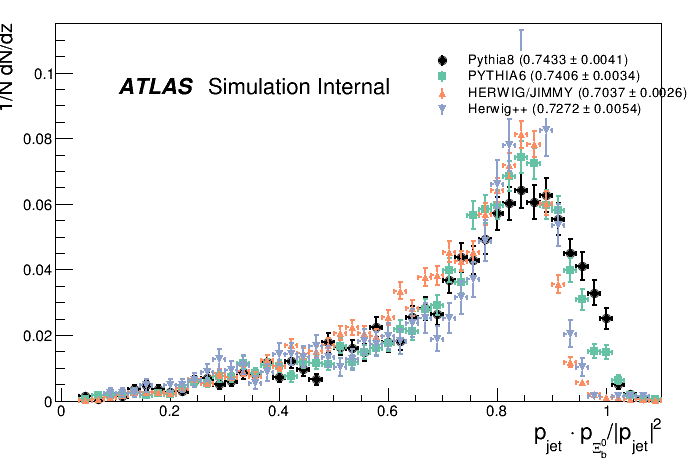 1/N dN/dz
ATLAS Simulation Internal
Pythia8 (0.7433 ± 0.0041)
PYTHIA6 (0.7406 ± 0.0034)
HERWIG/JIMMY (0.7037 ± 0.0026)
Herwig++ (0.7272 ± 0.0054)
0.1
0.08
0.06
0.04
0.02
0
0 0.2 0.4 0.6 0.8 1
p_jet · p_Ξ_b^0/|p_jet|^2